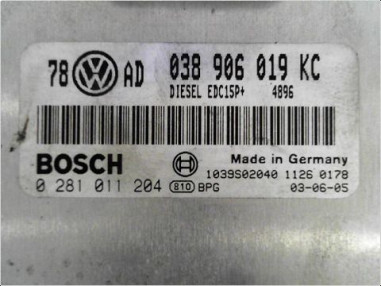 78 VW AD 038 906 019 KC
DIESEL EDC15P+ 4896
BOSCH Made in Germany
1039S02040 1126 0178
0 281 011 204 810 BPG 03-06-05